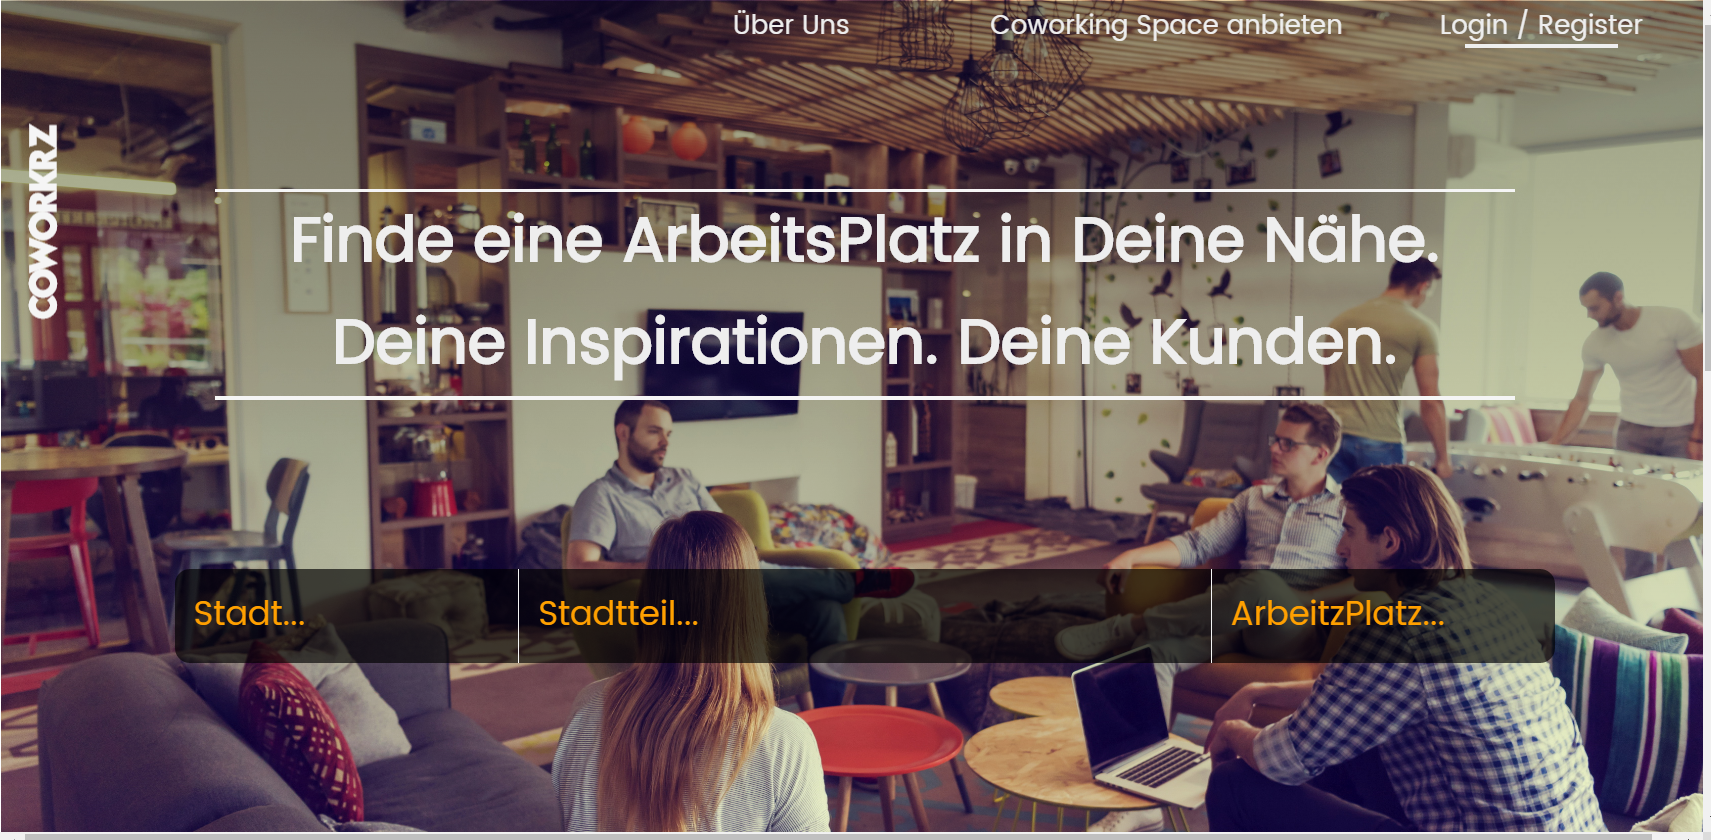 Über Uns
Coworking Space anbieten
Login / Register
COWORKRZ
Finde eine ArbeitsPlatz in Deine Nähe.
Deine Inspirationen. Deine Kunden.
Stadt...
Stadtteil...
ArbeitzPlatz...